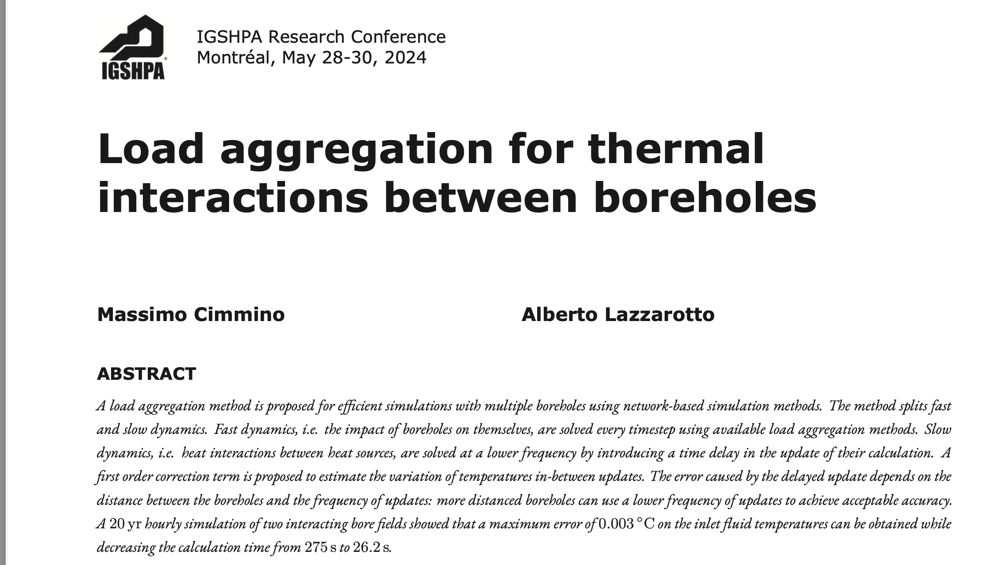 IGSHPA Research Conference
Montréal, May 28-30, 2024
IGSHPA®
Load aggregation for thermal
interactions between boreholes
Massimo Cimmino
Alberto Lazzarotto
ABSTRACT
A load aggregation method is proposed for efficient simulations with multiple boreholes using network-based simulation methods. The method splits fast
and slow dynamics. Fast dynamics, i.e. the impact of boreholes on themselves, are solved every timestep using available load aggregation methods. Slow
dynamics, i.e. heat interactions between heat sources, are solved at a lower frequency by introducing a time delay in the update of their calculation. A
first order correction term is proposed to estimate the variation of temperatures in-between updates. The error caused by the delayed update depends on the
distance between the boreholes and the frequency of updates: more distanced boreholes can use a lower frequency of updates to achieve acceptable accuracy.
A 20 yr hourly simulation of two interacting bore fields showed that a maximum error of 0.003 °C on the inlet fluid temperatures can be obtained while
decreasing the calculation time from 275 s to 26.2 s.